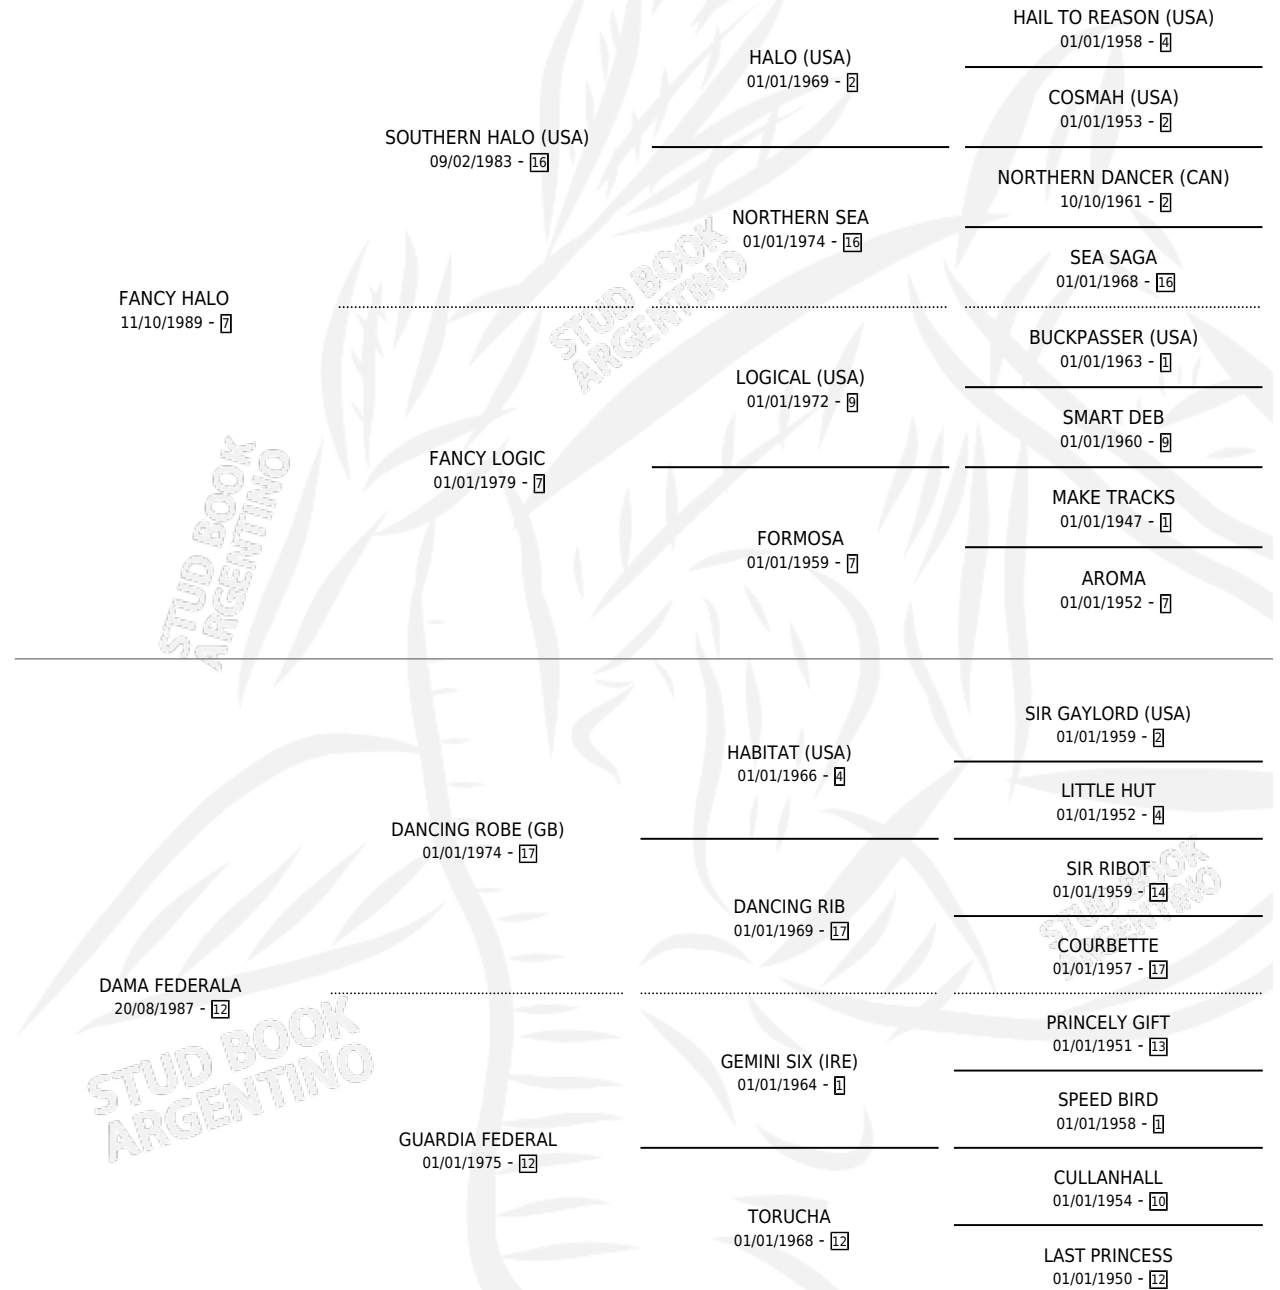 HAIL TO REASON (USA)
01/01/1958 - 4
HALO (USA)
01/01/1969 - 2
COSMAH (USA)
01/01/1953 - 2
SOUTHERN HALO (USA)
09/02/1983 - 16
NORTHERN DANCER (CAN)
10/10/1961 - 2
NORTHERN SEA
01/01/1974 - 16
SEA SAGA
01/01/1968 - 16
FANCY HALO
11/10/1989 - 7
STUD BOOK
ARGENTINO
BUCKPASSER (USA)
01/01/1963 - 1
LOGICAL (USA)
01/01/1972 - 9
SMART DEB
01/01/1960 - 9
FANCY LOGIC
01/01/1979 - 7
MAKE TRACKS
01/01/1947 - 1
FORMOSA
01/01/1959 - 7
AROMA
01/01/1952 - 7
STUD BOOK
ARGENTINO
SIR GAYLORD (USA)
01/01/1959 - 2
HABITAT (USA)
01/01/1966 - 4
LITTLE HUT
01/01/1952 - 4
DANCING ROBE (GB)
01/01/1974 - 17
SIR RIBOT
01/01/1959 - 14
DANCING RIB
01/01/1969 - 17
COURBETTE
01/01/1957 - 17
STUD BOOK
ARGENTINO
DAMA FEDERALA
20/08/1987 - 12
STUD BOOK
ARGENTINO
PRINCELY GIFT
01/01/1951 - 13
GEMINI SIX (IRE)
01/01/1964 - 1
SPEED BIRD
01/01/1958 - 1
GUARDIA FEDERAL
01/01/1975 - 12
CULLANHALL
01/01/1954 - 10
TORUCHA
01/01/1968 - 12
LAST PRINCESS
01/01/1950 - 12